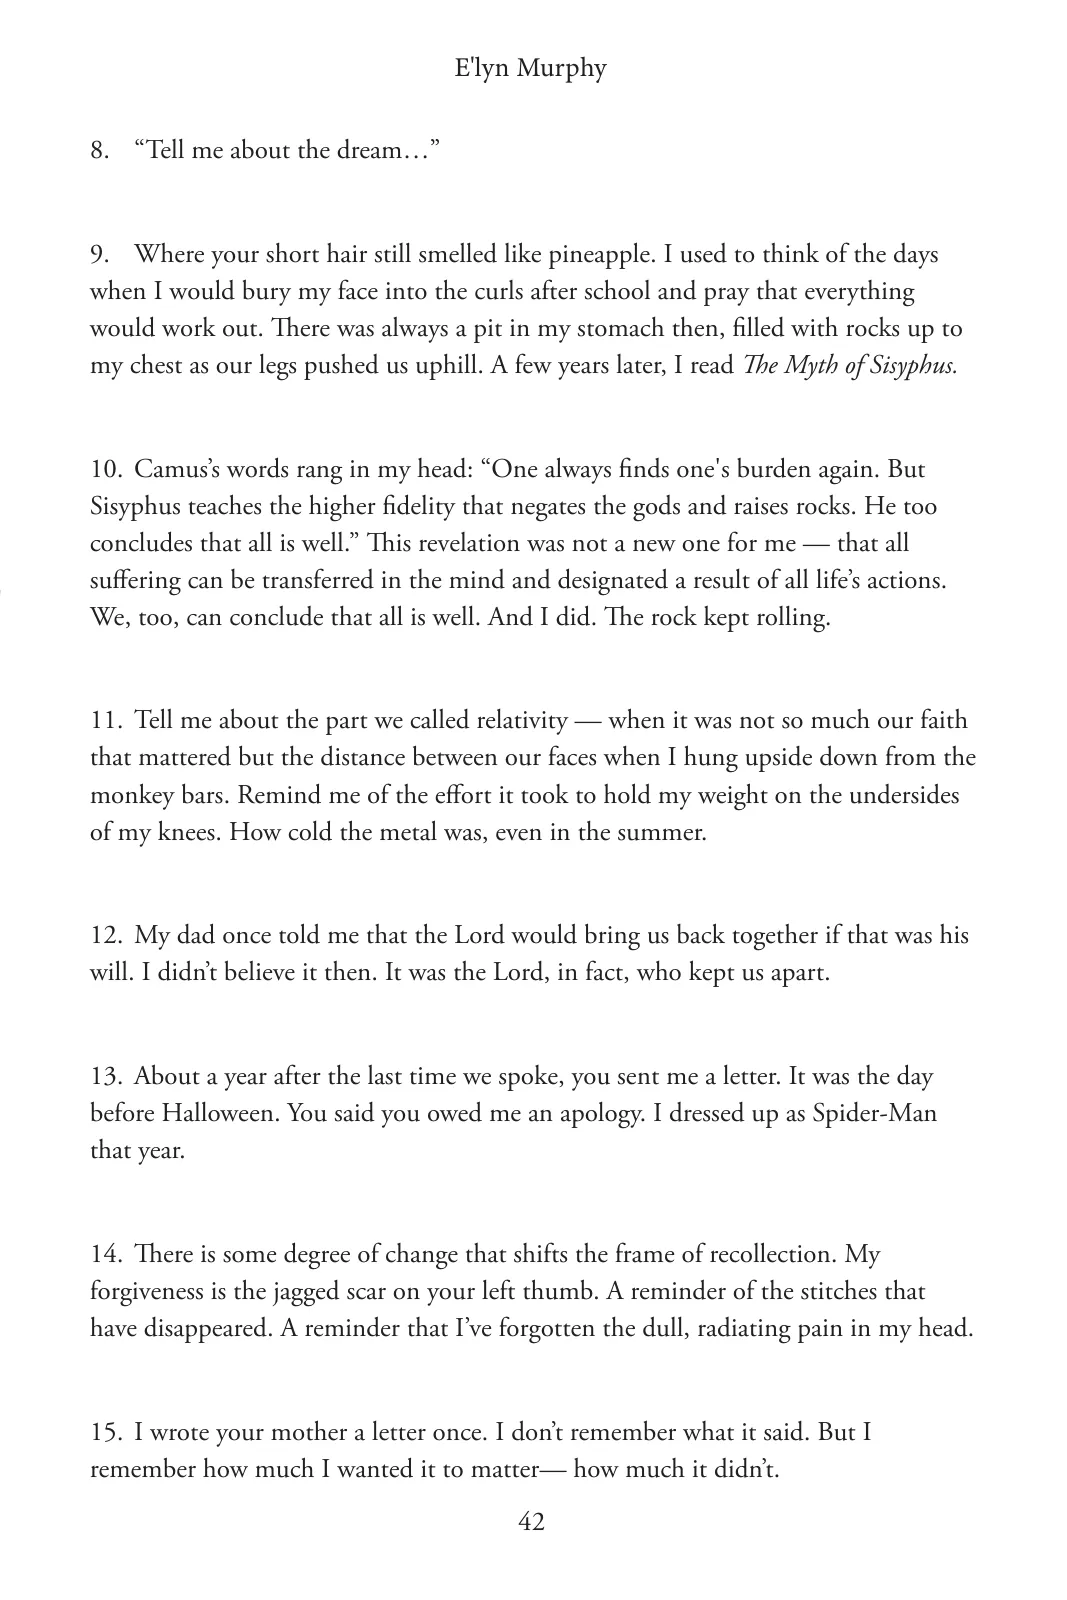 E'lyn Murphy
8. “Tell me about the dream…”
9. Where your short hair still smelled like pineapple. I used to think of the days
when I would bury my face into the curls after school and pray that everything
would work out. There was always a pit in my stomach then, filled with rocks up to
my chest as our legs pushed us uphill. A few years later, I read The Myth of Sisyphus.
10. Camus’s words rang in my head: “One always finds one's burden again. But
Sisyphus teaches the higher fidelity that negates the gods and raises rocks. He too
concludes that all is well.” This revelation was not a new one for me — that all
suffering can be transferred in the mind and designated a result of all life’s actions.
We, too, can conclude that all is well. And I did. The rock kept rolling.
11. Tell me about the part we called relativity — when it was not so much our faith
that mattered but the distance between our faces when I hung upside down from the
monkey bars. Remind me of the effort it took to hold my weight on the undersides
of my knees. How cold the metal was, even in the summer.
12. My dad once told me that the Lord would bring us back together if that was his
will. I didn’t believe it then. It was the Lord, in fact, who kept us apart.
13. About a year after the last time we spoke, you sent me a letter. It was the day
before Halloween. You said you owed me an apology. I dressed up as Spider-Man
that year.
14. There is some degree of change that shifts the frame of recollection. My
forgiveness is the jagged scar on your left thumb. A reminder of the stitches that
have disappeared. A reminder that I’ve forgotten the dull, radiating pain in my head.
15. I wrote your mother a letter once. I don’t remember what it said. But I
remember how much I wanted it to matter— how much it didn’t.
42